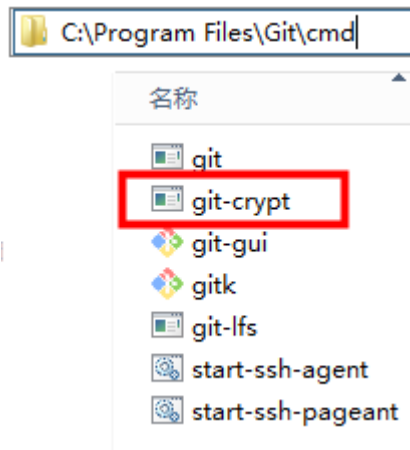 C:\Program Files\Git\cmd
名称
git
git-crypt
git-gui
gitk
git-lfs
start-ssh-agent
start-ssh-pageant